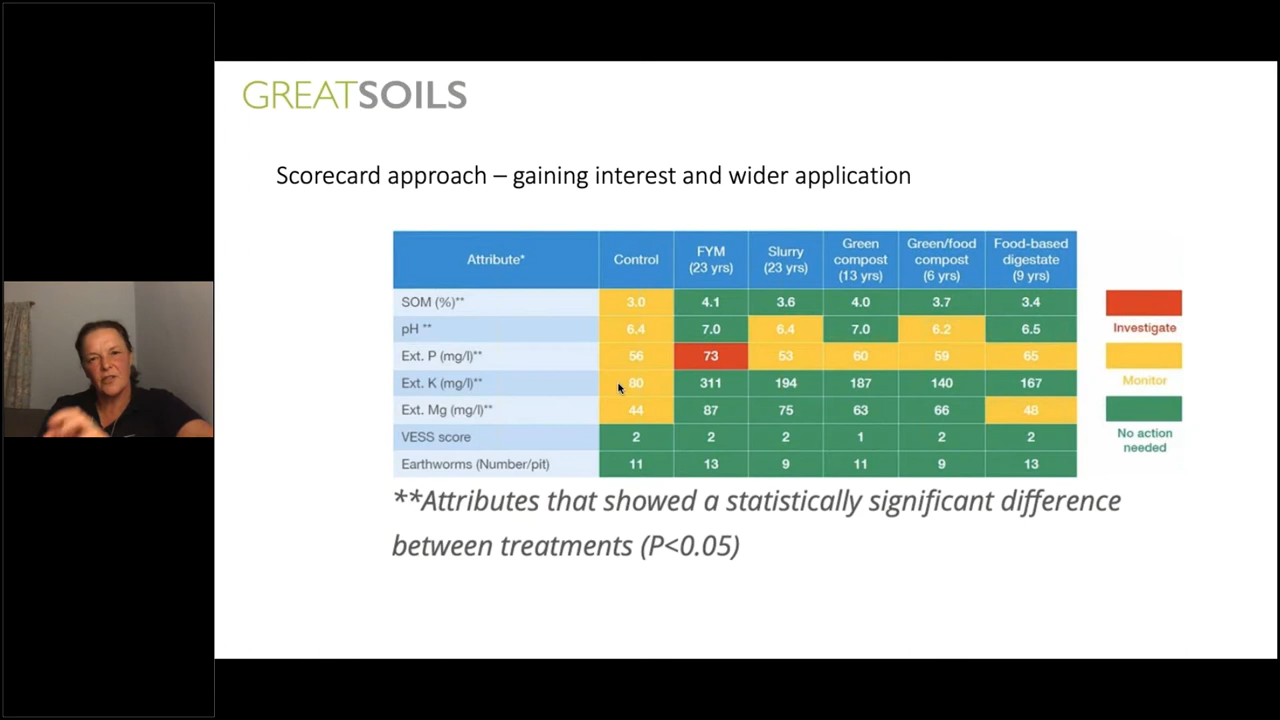 GREATSOILS
Scorecard approach – gaining interest and wider application
Attribute* Control FYM (23 yrs) Slurry (23 yrs) Green compost (13 yrs) Green/food compost (6 yrs) Food-based digestate (9 yrs)
SOM (%)** 3.0 4.1 3.6 4.0 3.7 3.4
pH ** 6.4 7.0 6.4 7.0 6.2 6.5
Ext. P (mg/l)** 56 73 53 60 59 65
Ext. K (mg/l)** 80 311 194 187 140 167
Ext. Mg (mg/l)** 44 87 75 63 66 48
VESS score 2 2 2 1 2 2
Earthworms (Number/pit) 11 13 9 11 9 13
Investigate
Monitor
No action
needed
**Attributes that showed a statistically significant difference
between treatments (P<0.05)